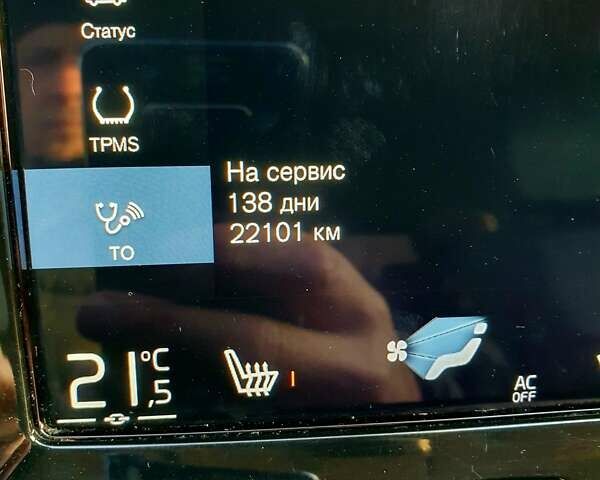 Статус
TPMS
На сервис
138 дни
22101 км
ТО
21,5 °C
AC
OFF